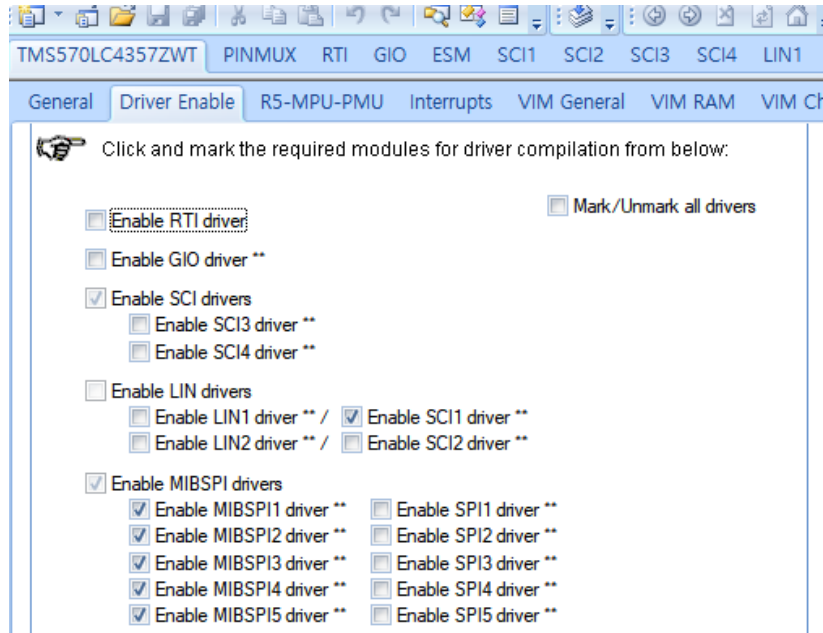 TMS570LC4357ZWT PINMUX RTI GIO ESM SCI1 SCI2 SCI3 SCI4 LIN1
General Driver Enable R5-MPU-PMU Interrupts VIM General VIM RAM VIM Ch
Click and mark the required modules for driver compilation from below:
Mark/Unmark all drivers
Enable RTI driver
Enable GIO driver **
Enable SCI drivers
Enable SCI3 driver **
Enable SCI4 driver **
Enable LIN drivers
Enable LIN1 driver ** / Enable SCI1 driver **
Enable LIN2 driver ** / Enable SCI2 driver **
Enable MIBSPI drivers
Enable MIBSPI1 driver ** Enable SPI1 driver **
Enable MIBSPI2 driver ** Enable SPI2 driver **
Enable MIBSPI3 driver ** Enable SPI3 driver **
Enable MIBSPI4 driver ** Enable SPI4 driver **
Enable MIBSPI5 driver ** Enable SPI5 driver **